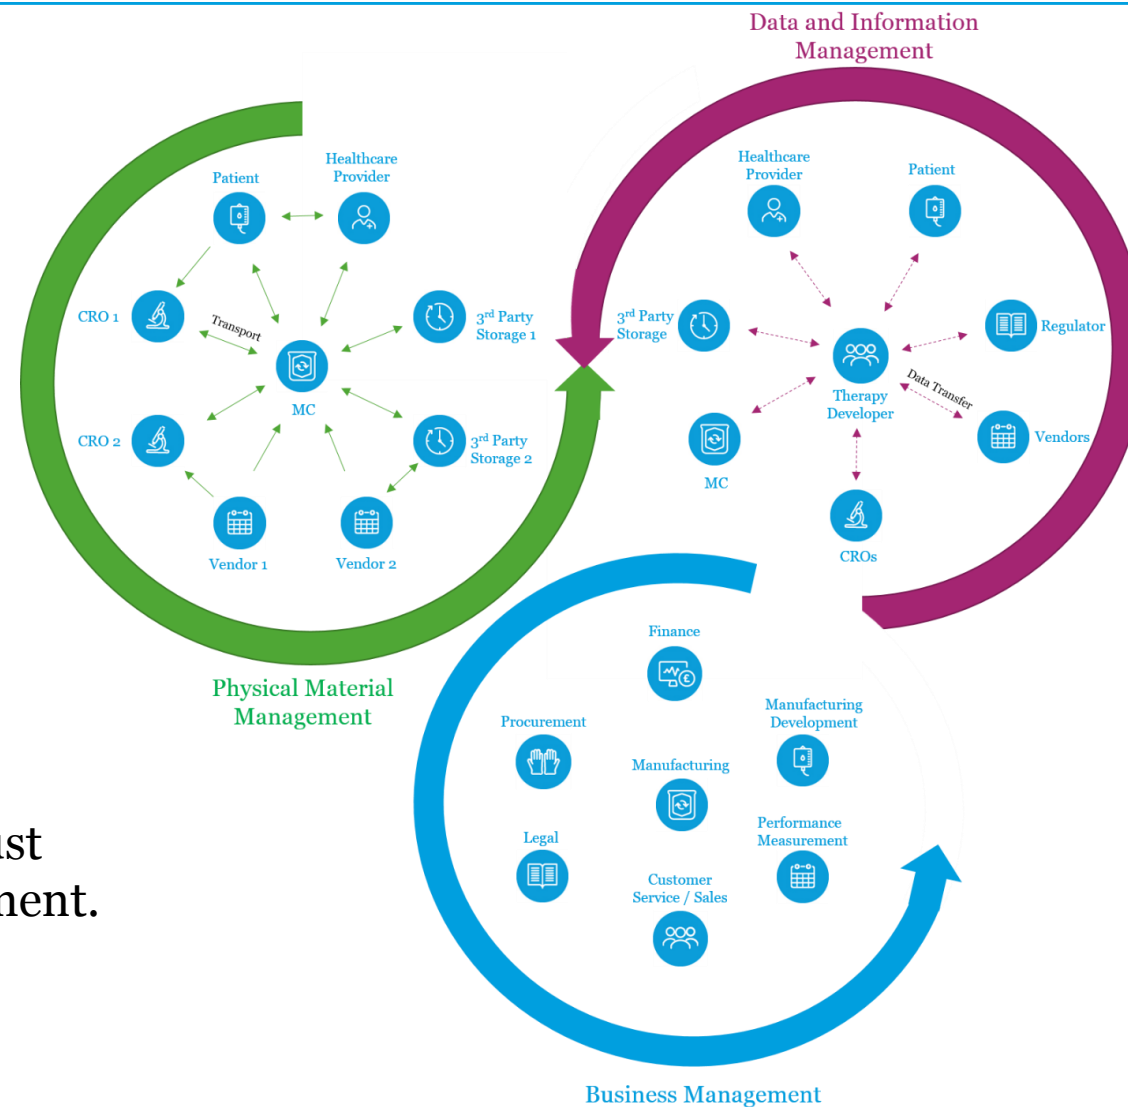 Data and Information
Management
Healthcare
Provider
Patient
CRO 1
Transport
3rd Party
Storage 1
MC
CRO 2
3rd Party
Storage 2
Vendor 1
Vendor 2
Physical Material
Management
Healthcare
Provider
Patient
3rd Party
Storage
Regulator
Therapy
Developer
Data Transfer
Vendors
MC
CROs
Finance
Procurement
Manufacturing
Development
Manufacturing
Legal
Performance
Measurement
Customer
Service / Sales
Business Management